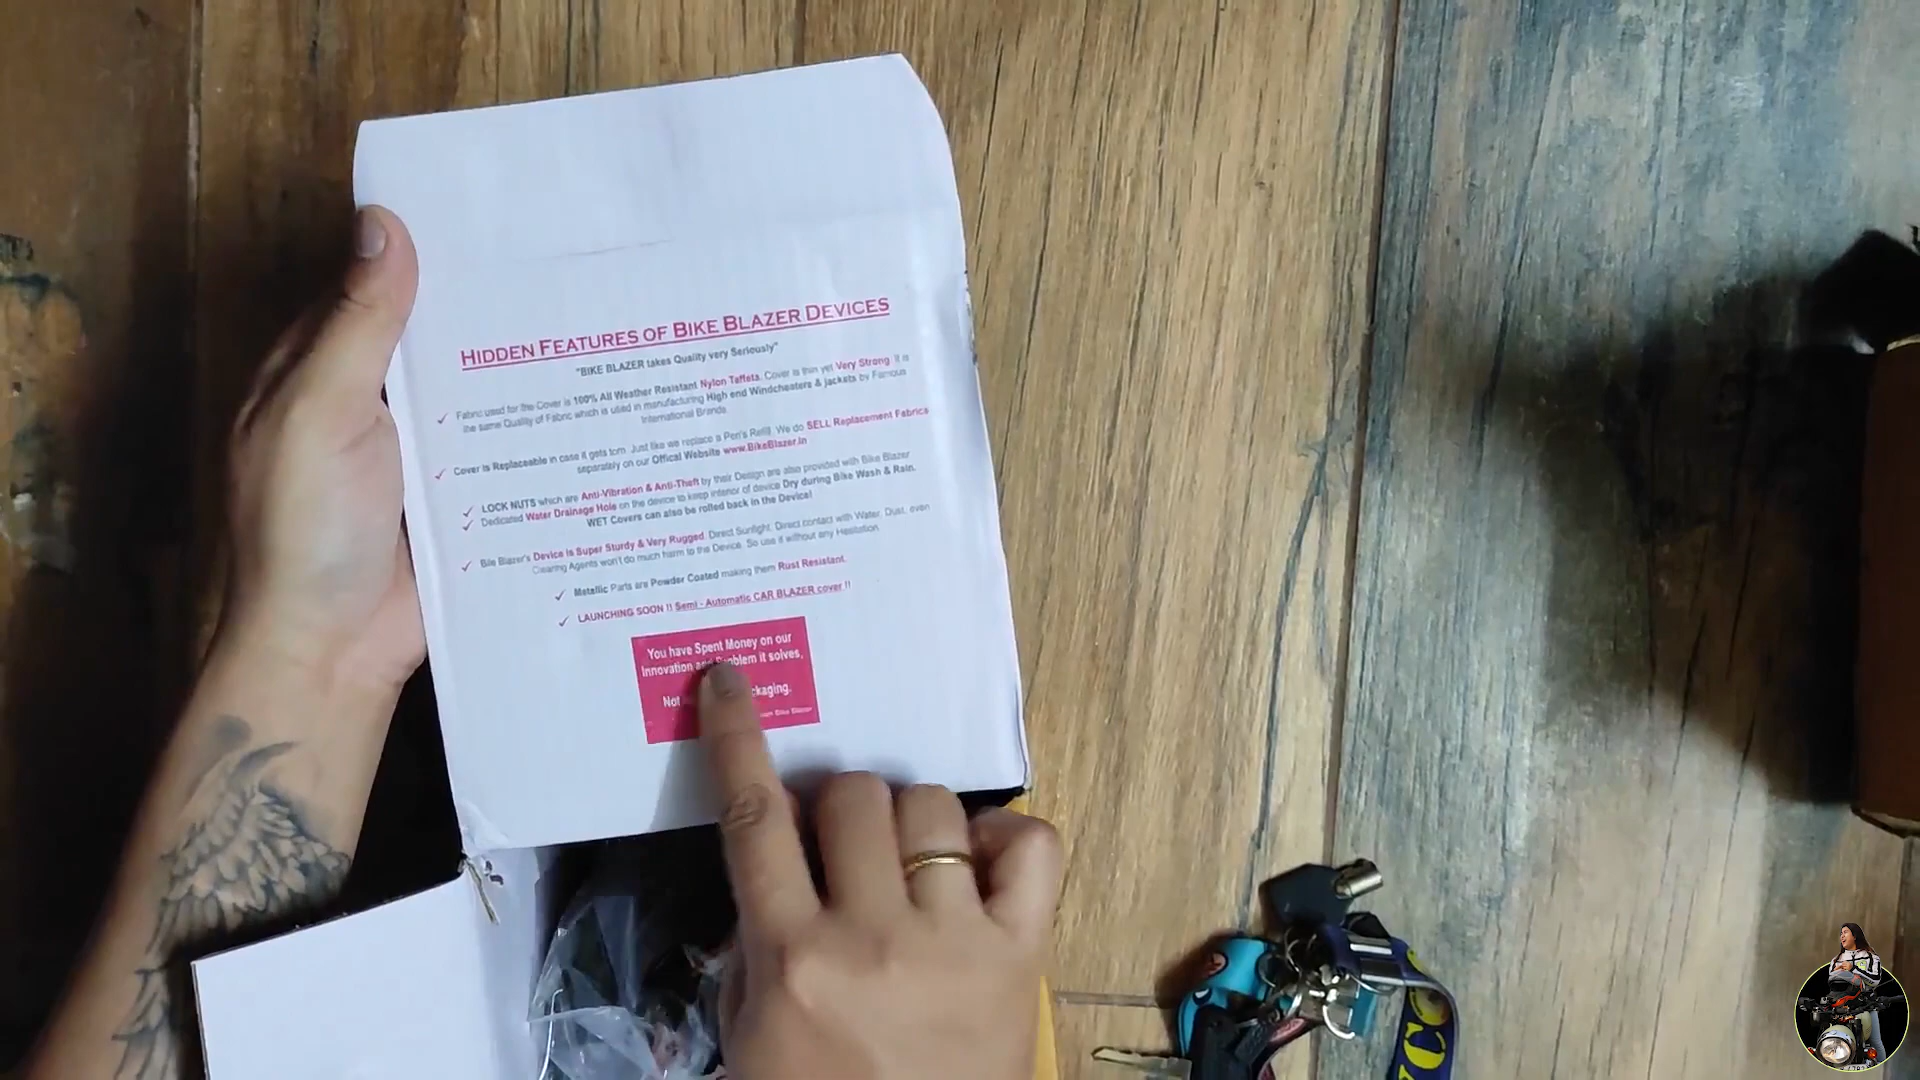 HIDDEN FEATURES OF BIKE BLAZER DEVICES
"BIKE BLAZER takes Quality very Seriously"
✓ Fabric used for the Cover is 100% All Weather Resistant Nylon Taffeta. Cover is thin yet Very Strong. It is
the same Quality of Fabric which is used in manufacturing High end Windcheaters & jackets by Famous
International Brands.
✓ Cover is Replaceable in case it gets torn. Just like we replace a Pen's Refill. We do SELL Replacement Fabrics
separately on our Offical Website www.BikeBlazer.in
✓ LOCK NUTS which are Anti-Vibration & Anti-Theft by their Design are also provided with Bike Blazer
✓ Dedicated Water Drainage Hole on the device to keep interior of device Dry during Bike Wash & Rain.
WET Covers can also be rolled back in the Device!
✓ Bile Blazer's Device is Super Sturdy & Very Rugged. Direct Sunlight, Direct contact with Water, Dust, even
Clearing Agents won't do much harm to the Device. So use it without any Hesitation.
✓ Metallic Parts are Powder Coated making them Rust Resistant.
✓ LAUNCHING SOON !! Semi - Automatic CAR BLAZER cover !!
You have Spent Money on our
Innovation and Problem it solves,
Not
Bike Blazer